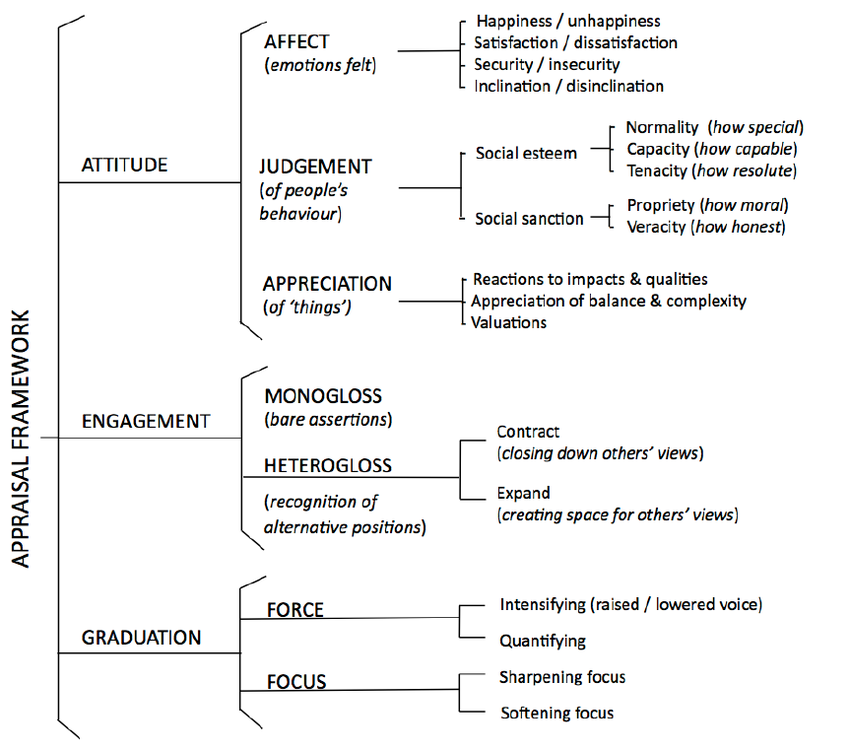 APPRAISAL FRAMEWORK
ATTITUDE
AFFECT
(emotions felt)
Happiness / unhappiness
Satisfaction / dissatisfaction
Security / insecurity
Inclination / disinclination
JUDGEMENT
(of people's
behaviour)
Social esteem
Normality (how special)
Capacity (how capable)
Tenacity (how resolute)
Social sanction
Propriety (how moral)
Veracity (how honest)
APPRECIATION
(of 'things')
Reactions to impacts & qualities
Appreciation of balance & complexity
Valuations
ENGAGEMENT
MONOGLOSS
(bare assertions)
HETEROGLOSS
(recognition of
alternative positions)
Contract
(closing down others' views)
Expand
(creating space for others' views)
GRADUATION
FORCE
Intensifying (raised / lowered voice)
Quantifying
FOCUS
Sharpening focus
Softening focus